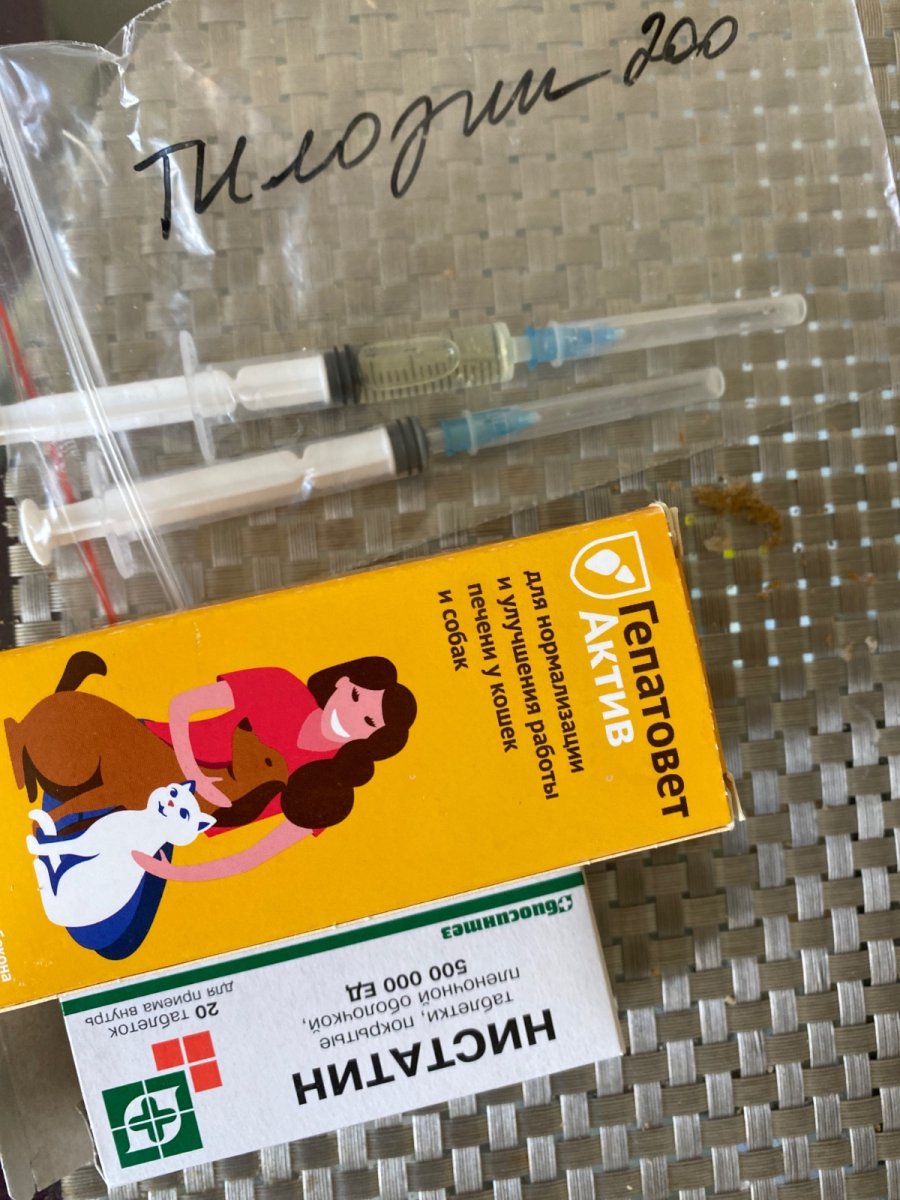 Тилозин 200
Гепатовет
Актив
для нормализации
и улучшения работы
печени у кошек
и собак
биосинтез
НИСТАТИН
таблетки, покрытые
пленочной оболочкой,
500 000 ЕД
20 таблеток
для приема внутрь